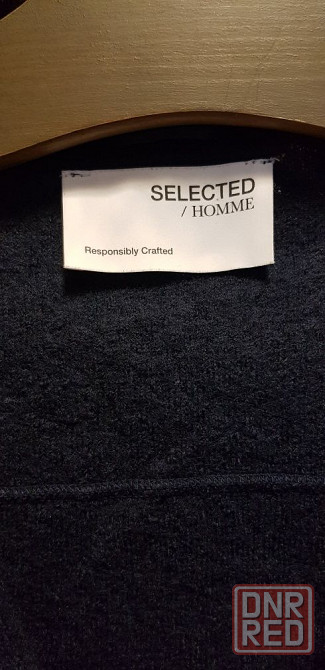 SELECTED
/ HOMME
Responsibly Crafted
DNR
RED